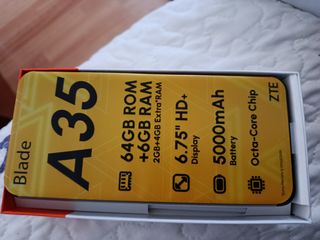 Blade
A35
64GB ROM
+6GB RAM
2GB+4GB Extra*RAM
6.75" HD+
Display
5000mAh
Battery
Octa-Core Chip
ZTE